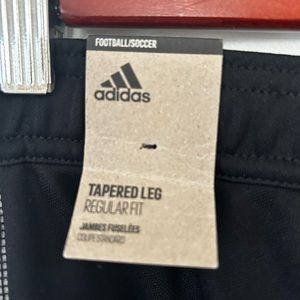 FOOTBALL/SOCCER
adidas
TAPERED LEG
REGULAR FIT
JAMBES FUSELÉES
COUPE STANDARD